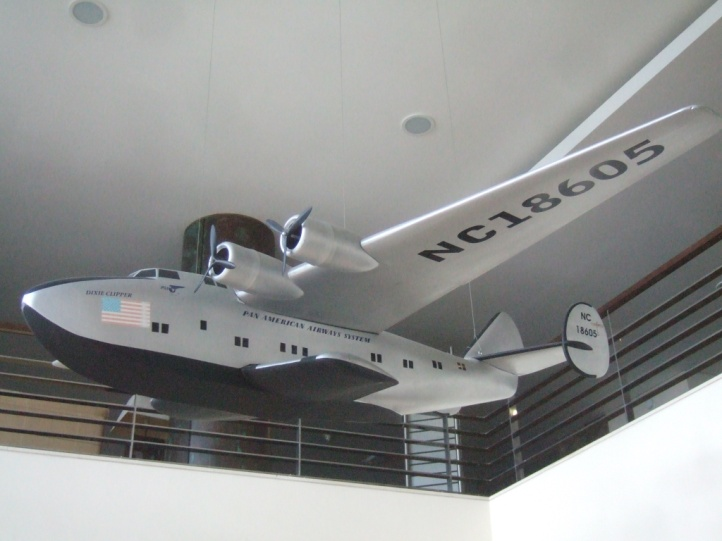 NC18605
DIXIE CLIPPER
PAN AMERICAN AIRWAYS SYSTEM
NC
18605